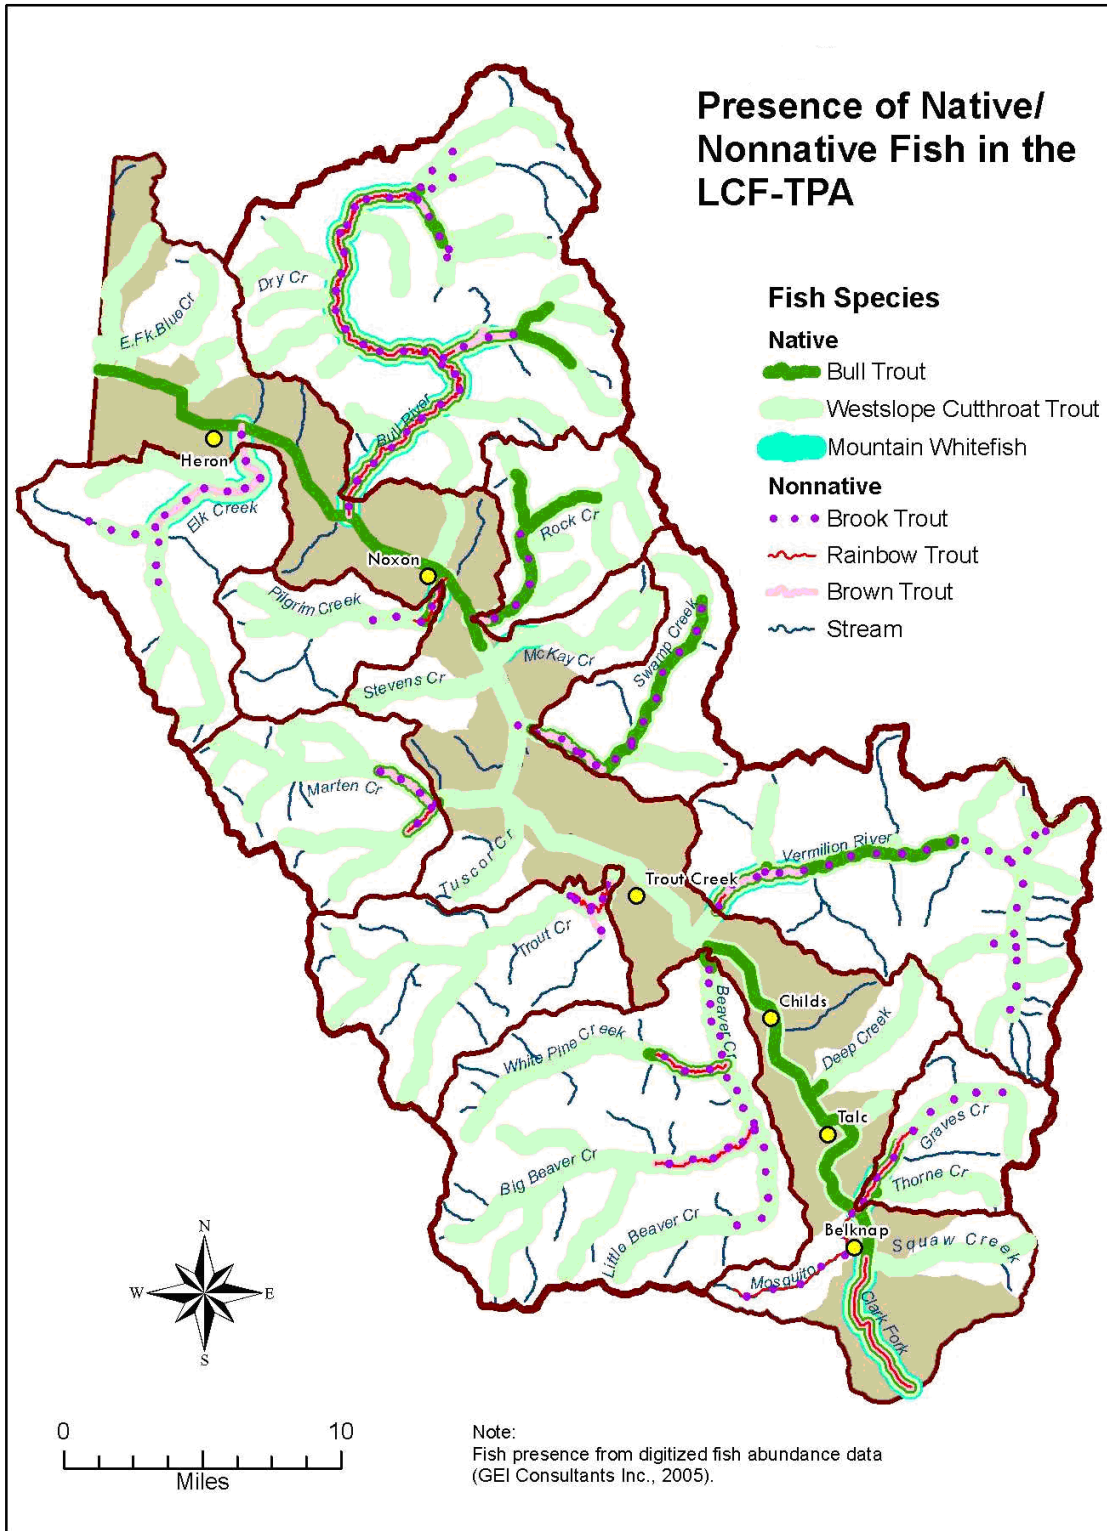 Presence of Native/
Nonnative Fish in the
LCF-TPA
Fish Species
Native
Bull Trout
Westslope Cutthroat Trout
Mountain Whitefish
Nonnative
Brook Trout
Rainbow Trout
Brown Trout
Stream
Dry Cr
E.Fk.Blue Cr
Bull River
Heron
Elk Creek
Rock Cr
Noxon
Pilgrim Creek
McKay Cr
Swamp Creek
Stevens Cr
Marten Cr
Vermilion River
Tuscor Cr
Trout Creek
Trout Cr
Beaver Cr
Childs
White Pine Creek
Deep Creek
Talc
Graves Cr
Big Beaver Cr
Thorne Cr
Little Beaver Cr
Belknap
Squaw Creek
Mosquito
Clark Fork
N
W
E
S
0
10
Miles
Note:
Fish presence from digitized fish abundance data
(GEI Consultants Inc., 2005).